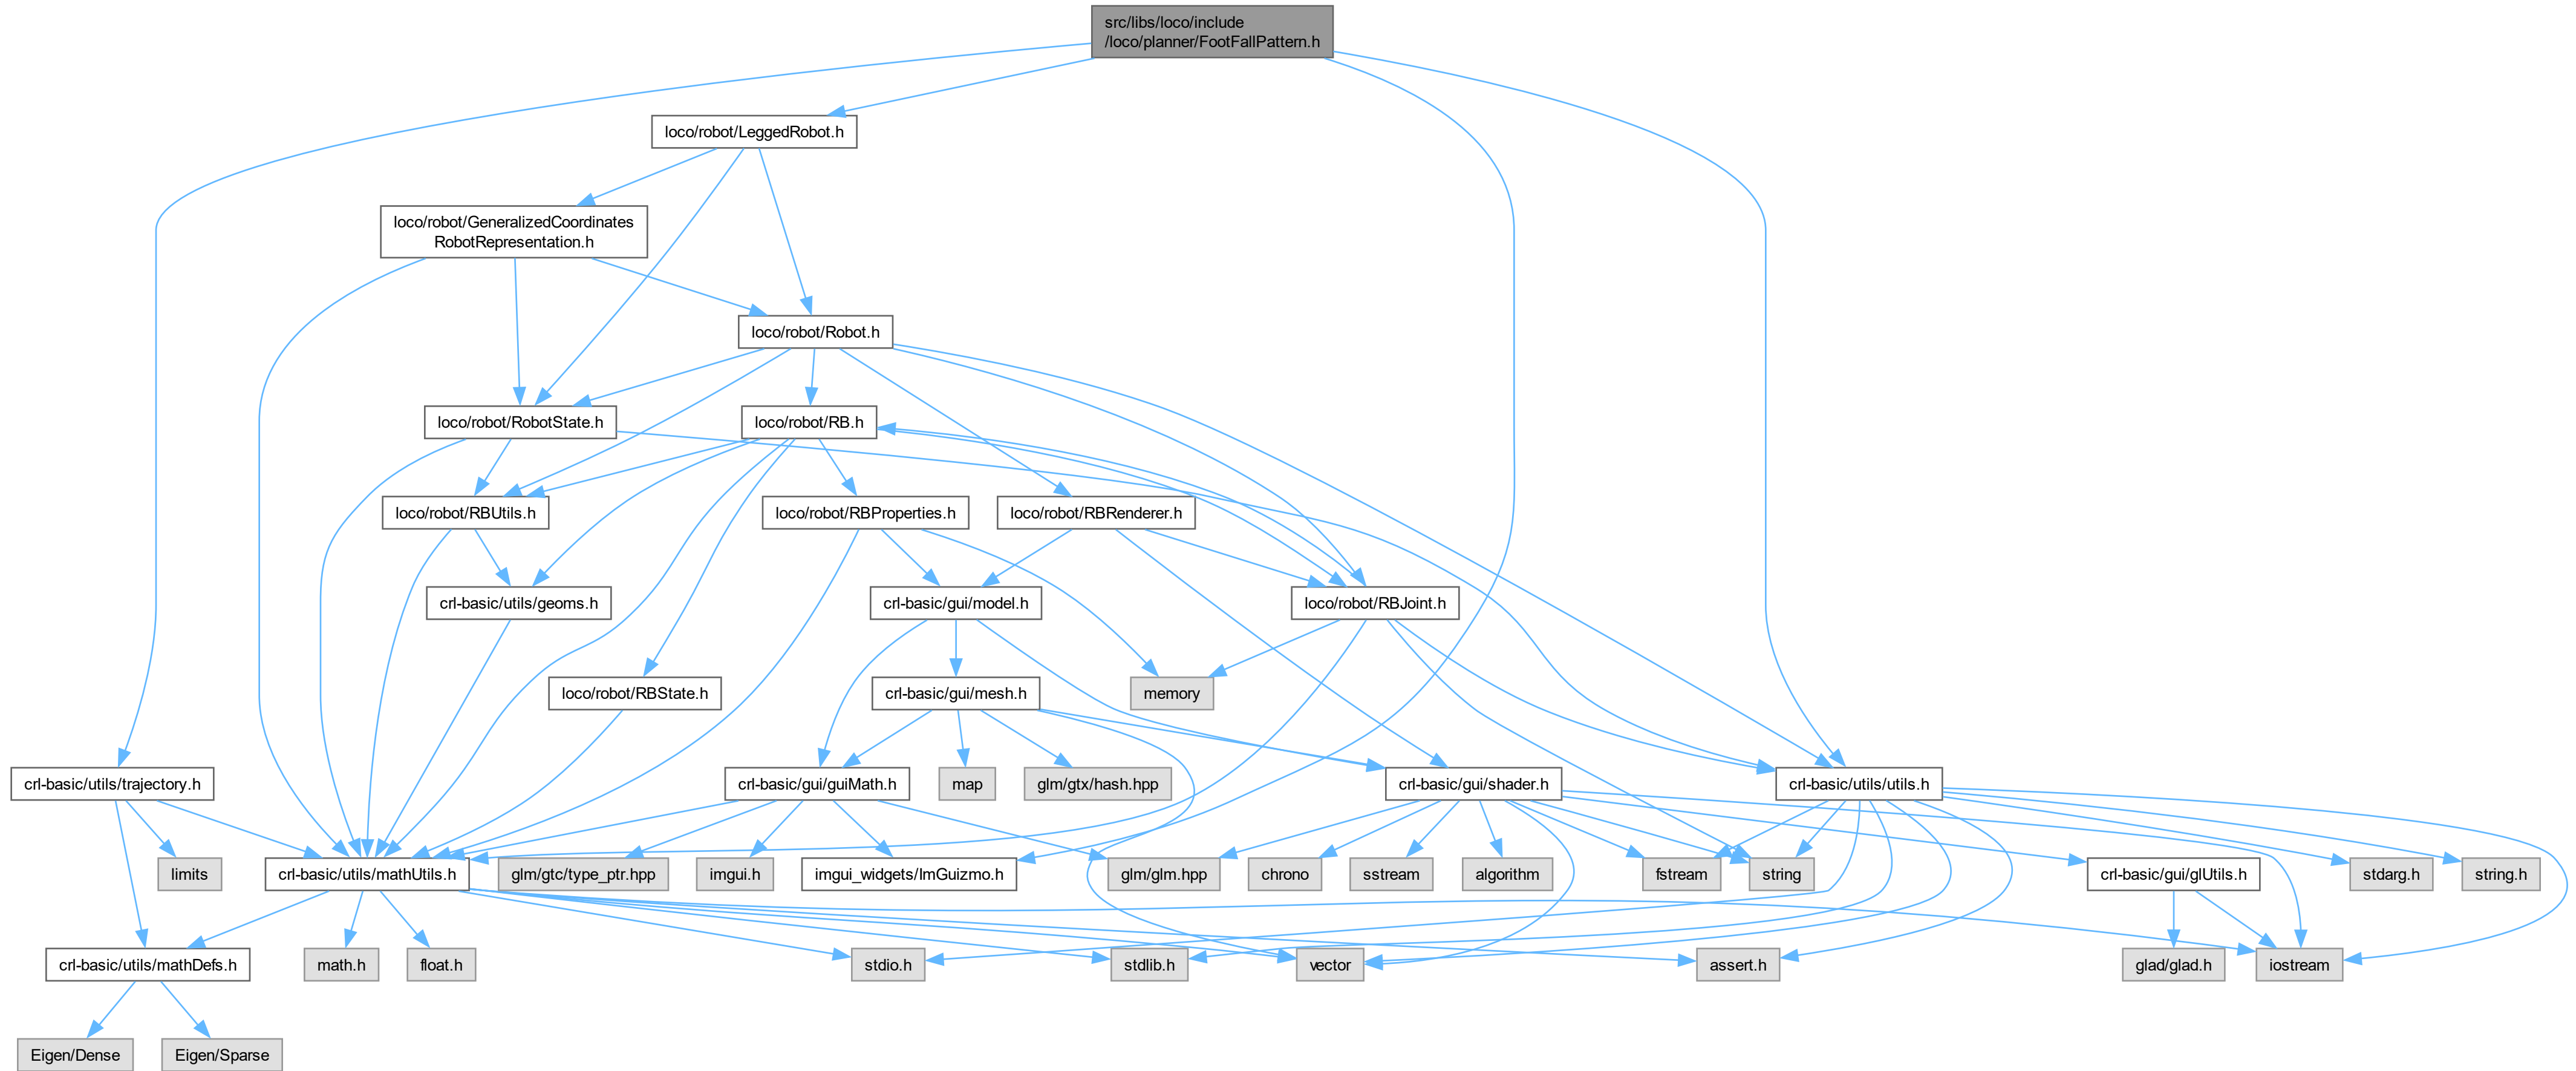 src/libs/loco/include
/loco/planner/FootFallPattern.h
loco/robot/LeggedRobot.h
loco/robot/GeneralizedCoordinates
RobotRepresentation.h
loco/robot/Robot.h
loco/robot/RobotState.h
loco/robot/RB.h
loco/robot/RBUtils.h
loco/robot/RBProperties.h
loco/robot/RBRenderer.h
crl-basic/utils/geoms.h
crl-basic/gui/model.h
loco/robot/RBJoint.h
loco/robot/RBState.h
crl-basic/gui/mesh.h
memory
crl-basic/utils/trajectory.h
crl-basic/gui/guiMath.h
map
glm/gtx/hash.hpp
crl-basic/gui/shader.h
crl-basic/utils/utils.h
limits
crl-basic/utils/mathUtils.h
glm/gtc/type_ptr.hpp
imgui.h
imgui_widgets/ImGuizmo.h
glm/glm.hpp
chrono
sstream
algorithm
fstream
string
crl-basic/gui/glUtils.h
stdarg.h
string.h
crl-basic/utils/mathDefs.h
math.h
float.h
stdio.h
stdlib.h
vector
assert.h
glad/glad.h
iostream
Eigen/Dense
Eigen/Sparse